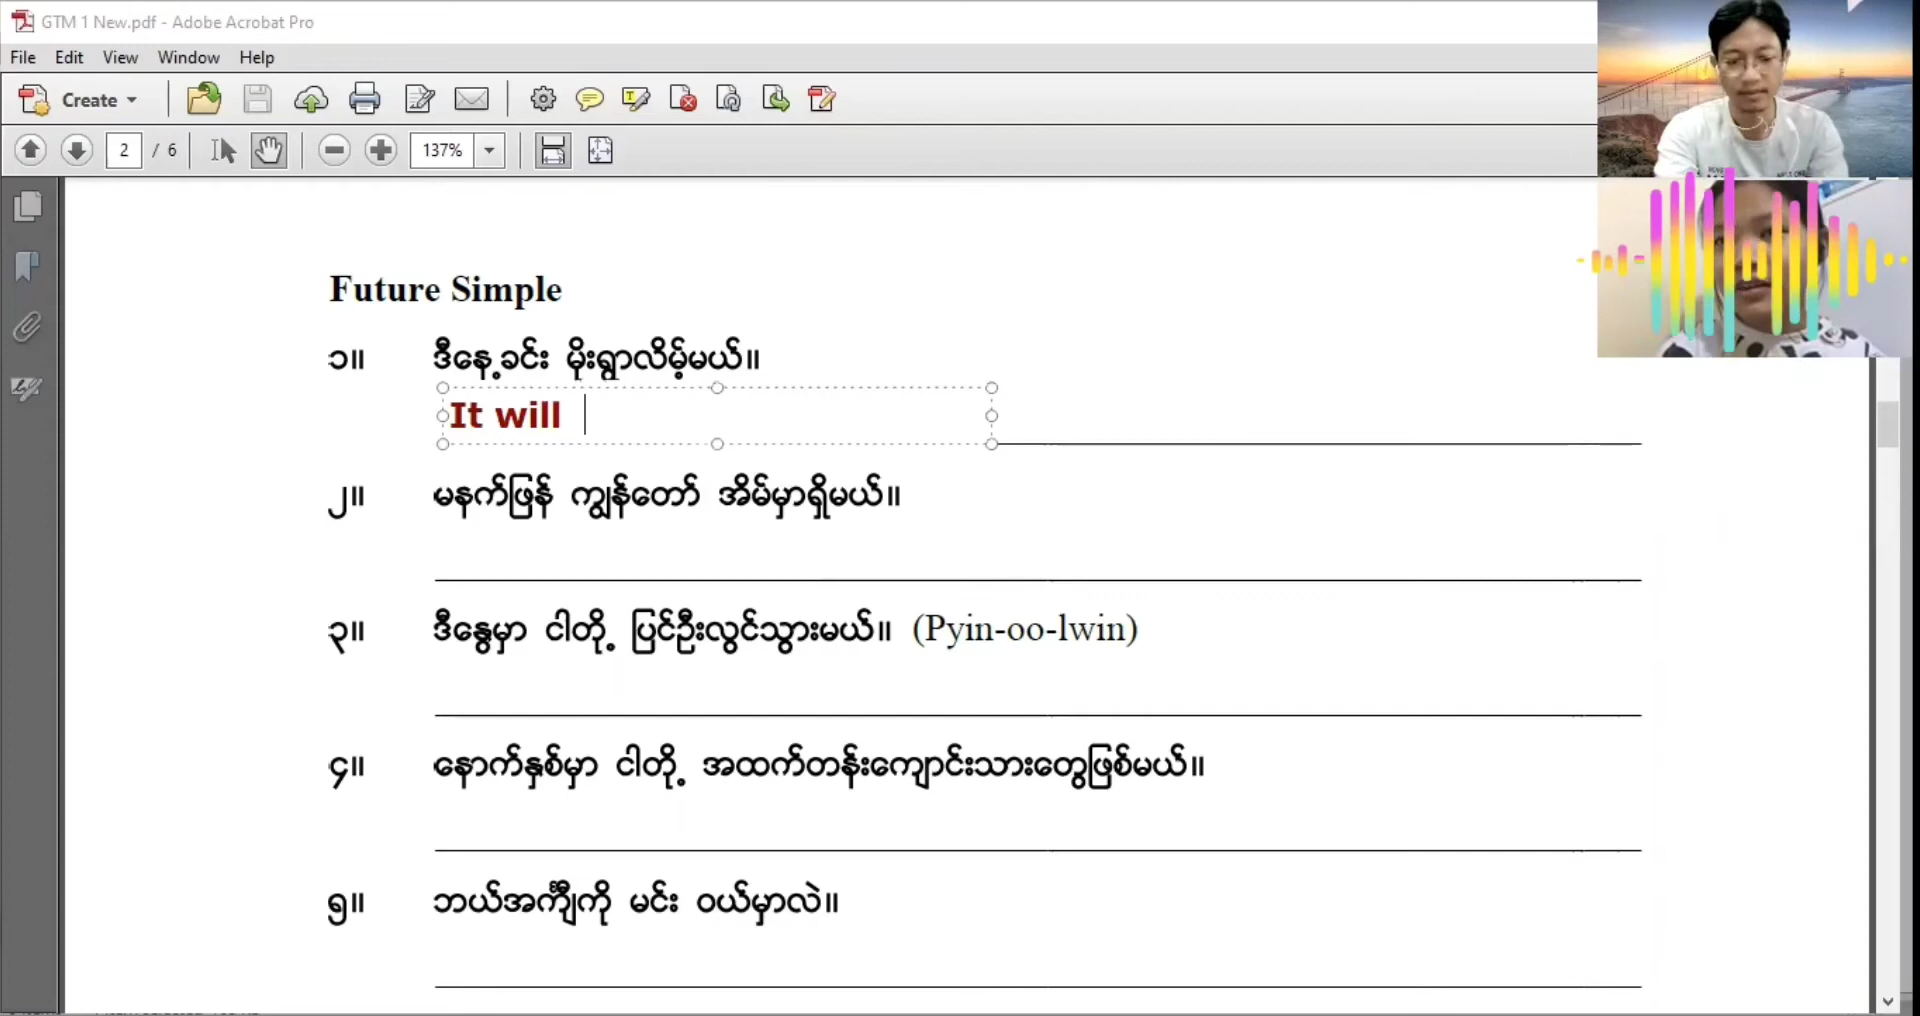 GTM 1 New.pdf - Adobe Acrobat Pro
File Edit View Window Help
Create
2 / 6 137%
Future Simple
၁။ ဒီနေ့ခင်း မိုးရွာလိမ့်မယ်။
It will
၂။ မနက်ဖြန် ကျွန်တော် အိမ်မှာရှိမယ်။
၃။ ဒီနွေမှာ ငါတို့ ပြင်ဦးလွင်သွားမယ်။ (Pyin-oo-lwin)
၄။ နောက်နှစ်မှာ ငါတို့ အထက်တန်းကျောင်းသားတွေဖြစ်မယ်။
၅။ ဘယ်အင်္ကျီကို မင်း ဝယ်မှာလဲ။